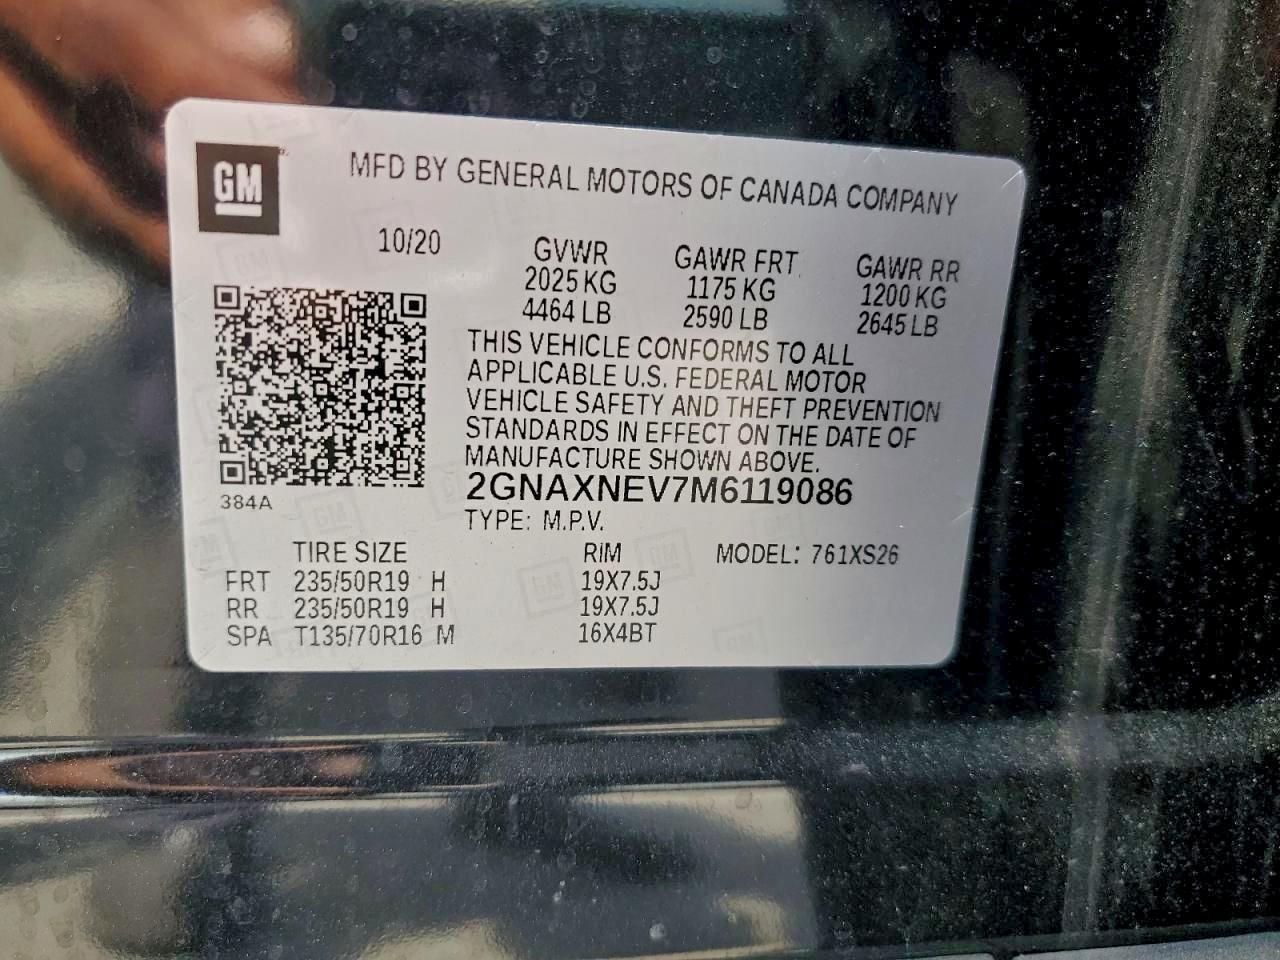 GM
MFD BY GENERAL MOTORS OF CANADA COMPANY
10/20
GVWR GAWR FRT GAWR RR
2025 KG 1175 KG 1200 KG
4464 LB 2590 LB 2645 LB
THIS VEHICLE CONFORMS TO ALL
APPLICABLE U.S. FEDERAL MOTOR
VEHICLE SAFETY AND THEFT PREVENTION
STANDARDS IN EFFECT ON THE DATE OF
MANUFACTURE SHOWN ABOVE.
2GNAXNEV7M6119086
384A
TYPE: M.P.V.
TIRE SIZE RIM MODEL: 761XS26
FRT 235/50R19 H 19X7.5J
RR 235/50R19 H 19X7.5J
SPA T135/70R16 M 16X4BT